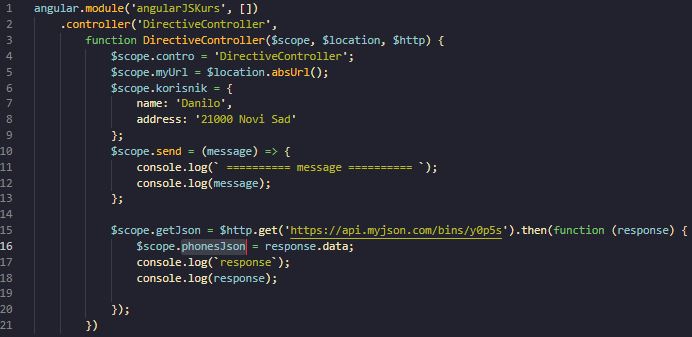 1 angular.module('angularJSKurs', [])
2 .controller('DirectiveController',
3 function DirectiveController($scope, $location, $http) {
4 $scope.contro = 'DirectiveController';
5 $scope.myUrl = $location.absUrl();
6 $scope.korisnik = {
7 name: 'Danilo',
8 address: '21000 Novi Sad'
9 };
10 $scope.send = (message) => {
11 console.log(` ========== message ========== `);
12 console.log(message);
13 };
14
15 $scope.getJson = $http.get('https://api.myjson.com/bins/y0p5s').then(function (response) {
16 $scope.phonesJson = response.data;
17 console.log(`response`);
18 console.log(response);
19
20 });
21 })